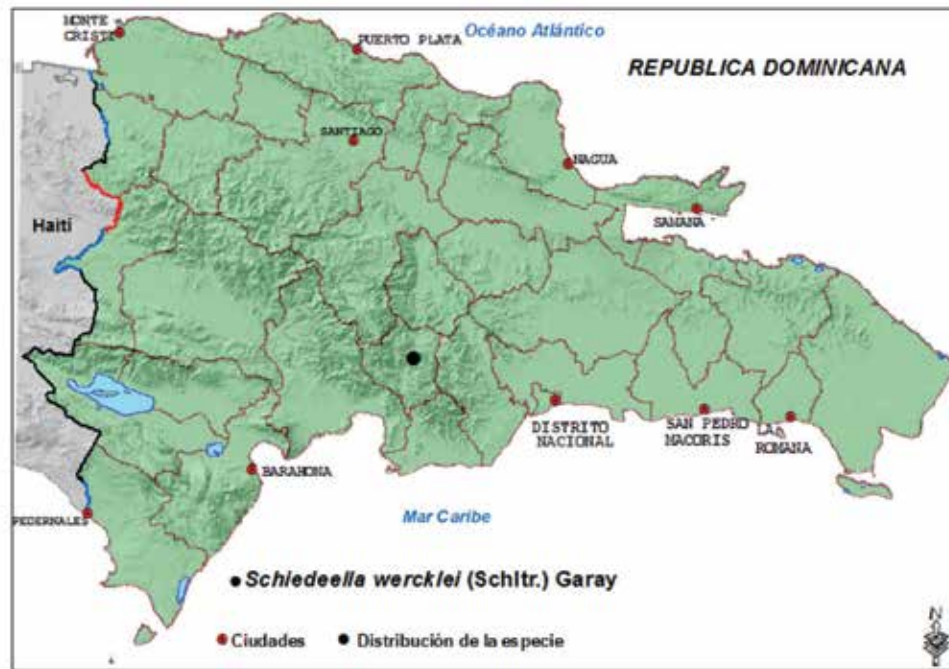 MONTE
CRISTI
PUERTO PLATA
Océano Atlántico
REPUBLICA DOMINICANA
SANTIAGO
NAGUA
SAMANA
Haití
DISTRITO
NACIONAL
SAN PEDRO
MACORIS
LA
ROMANA
BARAHONA
PEDERNALES
Mar Caribe
Schiedeella wercklei (Schltr.) Garay
Ciudades
Distribución de la especie
N